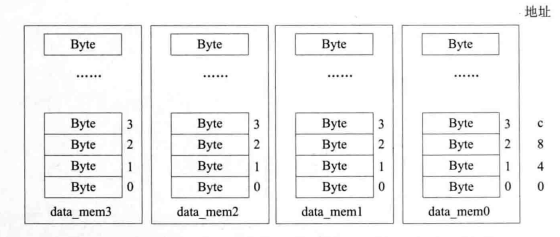 地址
Byte Byte Byte Byte
...... ...... ...... ......
Byte 3 Byte 3 Byte 3 Byte 3 c
Byte 2 Byte 2 Byte 2 Byte 2 8
Byte 1 Byte 1 Byte 1 Byte 1 4
Byte 0 Byte 0 Byte 0 Byte 0 0
data_mem3 data_mem2 data_mem1 data_mem0